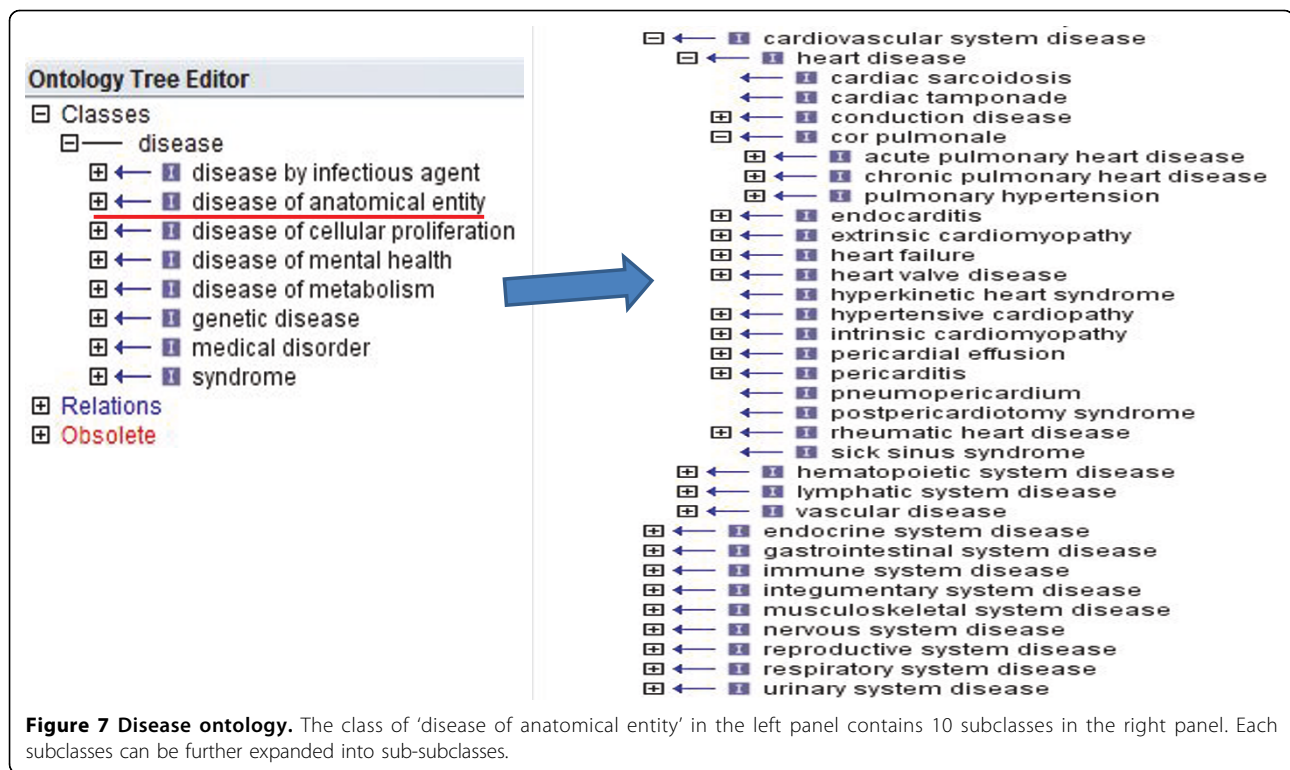 Ontology Tree Editor
Classes
disease
disease by infectious agent
disease of anatomical entity
disease of cellular proliferation
disease of mental health
disease of metabolism
genetic disease
medical disorder
syndrome
Relations
Obsolete
cardiovascular system disease
heart disease
cardiac sarcoidosis
cardiac tamponade
conduction disease
cor pulmonale
acute pulmonary heart disease
chronic pulmonary heart disease
pulmonary hypertension
endocarditis
extrinsic cardiomyopathy
heart failure
heart valve disease
hyperkinetic heart syndrome
hypertensive cardiopathy
intrinsic cardiomyopathy
pericardial effusion
pericarditis
pneumopericardium
postpericardiotomy syndrome
rheumatic heart disease
sick sinus syndrome
hematopoietic system disease
lymphatic system disease
vascular disease
endocrine system disease
gastrointestinal system disease
immune system disease
integumentary system disease
musculoskeletal system disease
nervous system disease
reproductive system disease
respiratory system disease
urinary system disease
Figure 7 Disease ontology. The class of 'disease of anatomical entity' in the left panel contains 10 subclasses in the right panel. Each
subclasses can be further expanded into sub-subclasses.